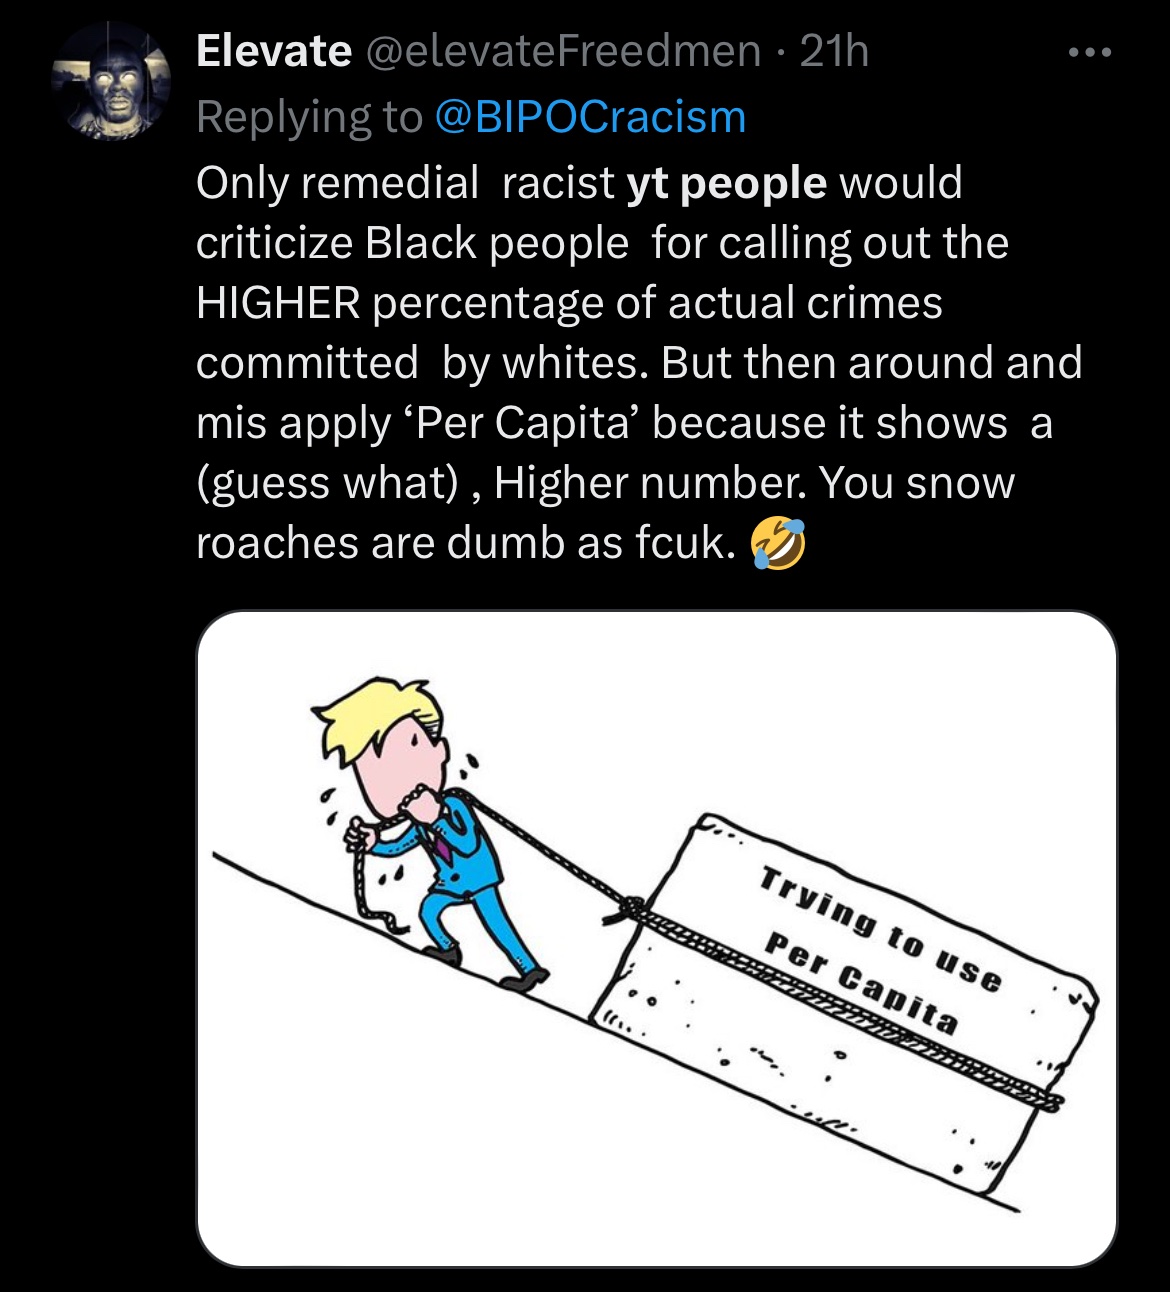 Elevate @elevateFreedmen · 21h
Replying to @BIPOCracism
Only remedial  racist yt people would
criticize Black people  for calling out the
HIGHER percentage of actual crimes
committed  by whites. But then around and
mis apply ‘Per Capita’ because it shows  a
(guess what) , Higher number. You snow
roaches are dumb as fcuk. 🤣
Trying to use
Per Capita